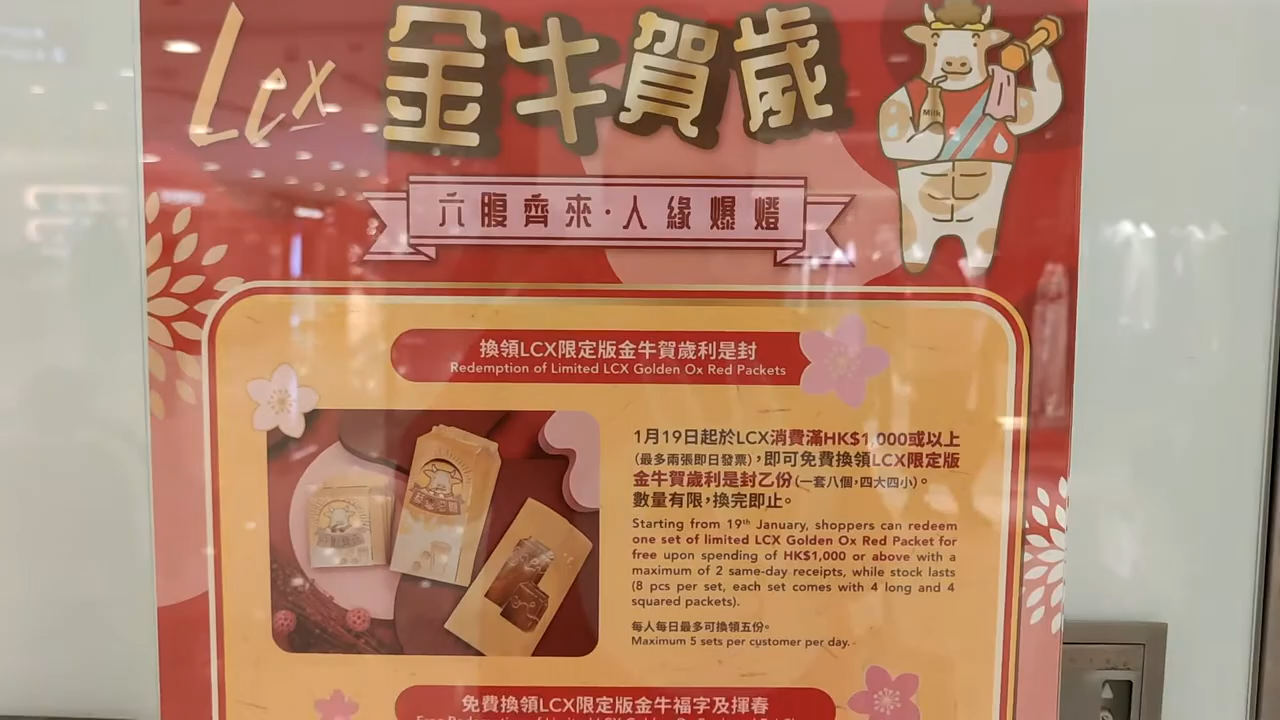 Lcx 金牛賀歲
Milk
六腹齊來·人緣爆燈
換領LCX限定版金牛賀歲利是封
Redemption of Limited LCX Golden Ox Red Packets
1月19日起於LCX消費滿HK$1,000或以上
(最多兩張即日發票)，即可免費換領LCX限定版
金牛賀歲利是封乙份(一套八個，四大四小)。
數量有限，換完即止。
Starting from 19th January, shoppers can redeem
one set of limited LCX Golden Ox Red Packet for
free upon spending of HK$1,000 or above with a
maximum of 2 same-day receipts, while stock lasts
(8 pcs per set, each set comes with 4 long and 4
squared packets).
每人每日最多可換領五份。
Maximum 5 sets per customer per day.
免費換領LCX限定版金牛福字及揮春